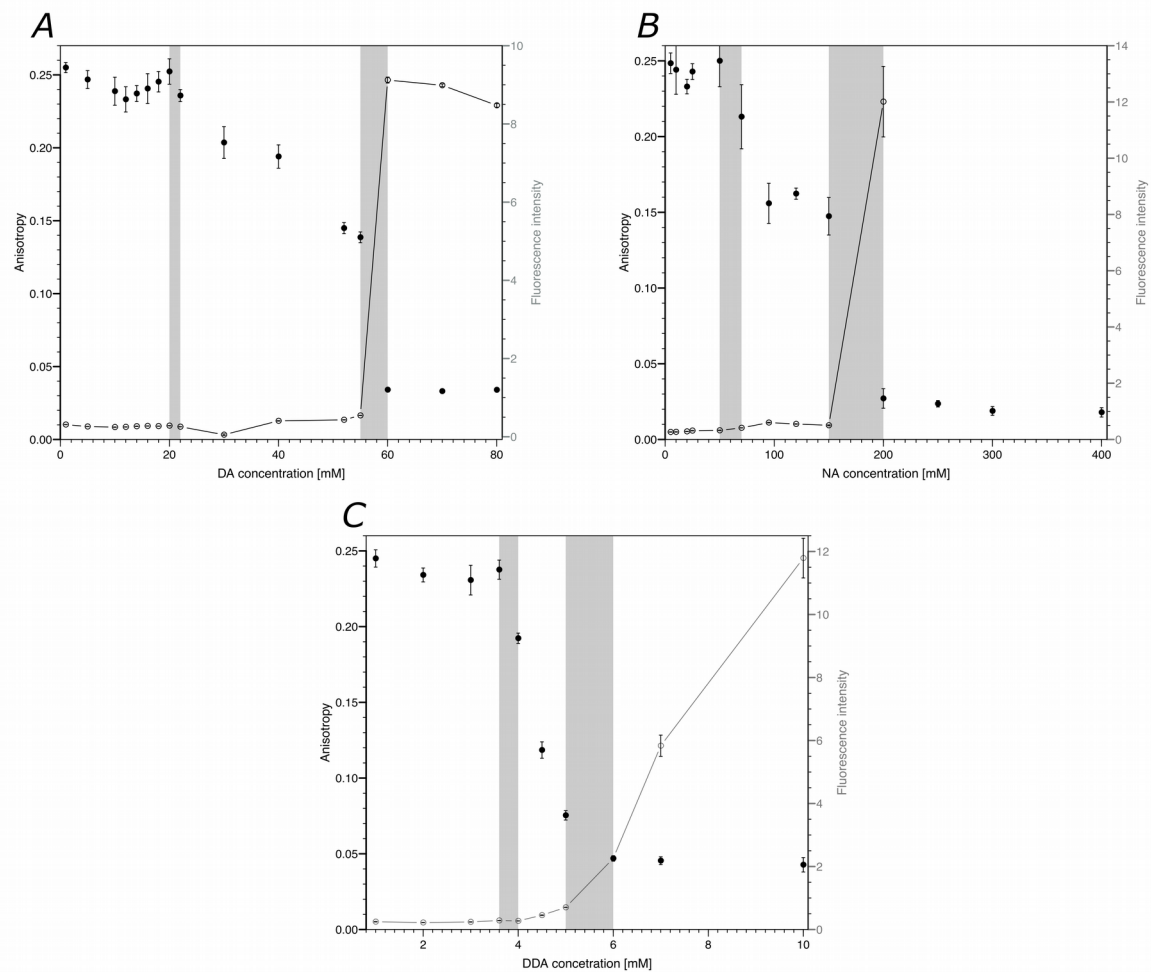 A
B
0.25
0.20
0.15
0.10
0.05
0.00
Anisotropy
10
8
6
4
2
0
Fluorescence intensity
0 20 40 60 80
DA concentration [mM]
0.25
0.20
0.15
0.10
0.05
0.00
Anisotropy
14
12
10
8
6
4
2
0
Fluorescence intensity
0 100 200 300 400
NA concentration [mM]
C
0.25
0.20
0.15
0.10
0.05
0.00
Anisotropy
12
10
8
6
4
2
0
Fluorescence intensity
2 4 6 8 10
DDA concetration [mM]